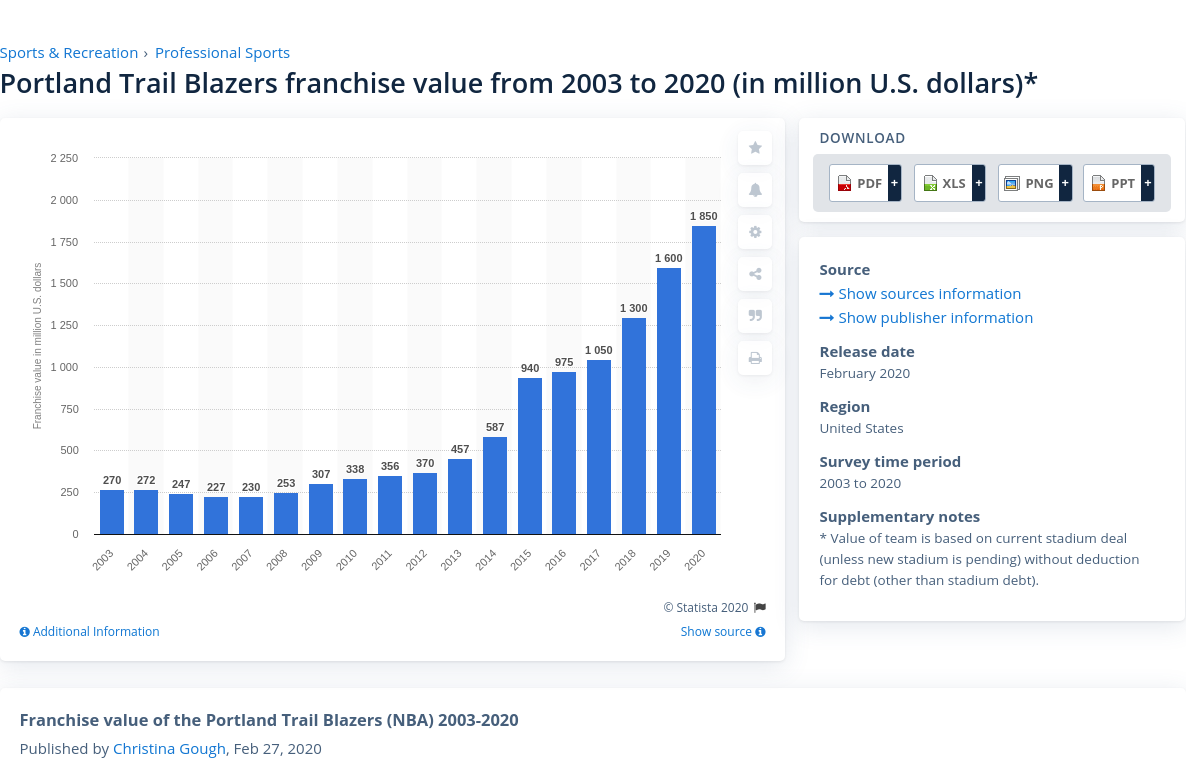 Sports & Recreation › Professional Sports
Portland Trail Blazers franchise value from 2003 to 2020 (in million U.S. dollars)*
Franchise value in million U.S. dollars
2 250
2 000
1 750
1 500
1 250
1 000
750
500
250
0
270
272
247
227
230
253
307
338
356
370
457
587
940
975
1 050
1 300
1 600
1 850
2003
2004
2005
2006
2007
2008
2009
2010
2011
2012
2013
2014
2015
2016
2017
2018
2019
2020
© Statista 2020
Additional Information
Show source
DOWNLOAD
PDF + XLS + PNG + PPT +
Source
Show sources information
Show publisher information
Release date
February 2020
Region
United States
Survey time period
2003 to 2020
Supplementary notes
* Value of team is based on current stadium deal
(unless new stadium is pending) without deduction
for debt (other than stadium debt).
Franchise value of the Portland Trail Blazers (NBA) 2003-2020
Published by Christina Gough, Feb 27, 2020